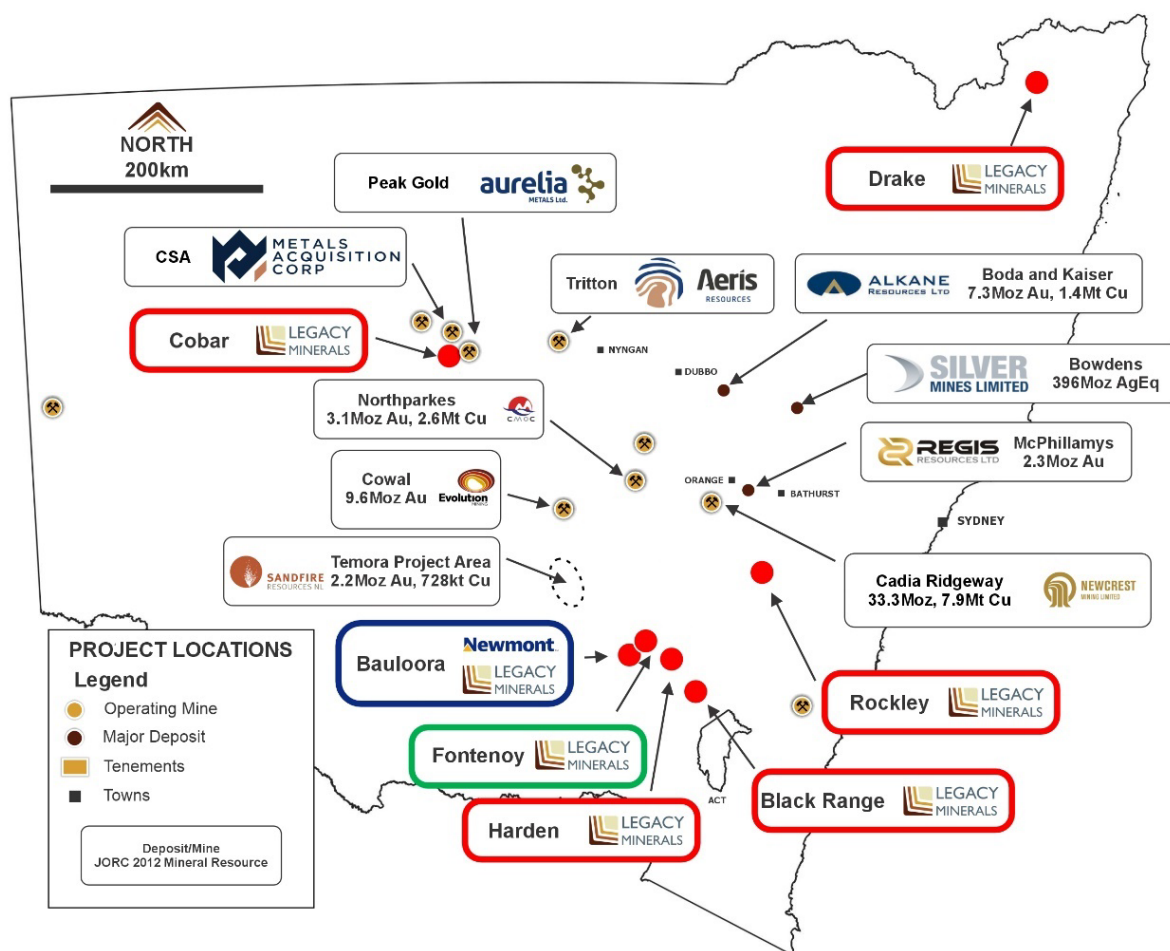 NORTH
200km
Peak Gold
aurelia
METALS Ltd.
Drake
LEGACY
MINERALS
CSA
METALS
ACQUISITION
CORP
Tritton
Aeris
RESOURCES
ALKANE
RESOURCES LTD
Boda and Kaiser
7.3Moz Au, 1.4Mt Cu
Cobar
LEGACY
MINERALS
NYNGAN
DUBBO
SILVER
MINES LIMITED
Bowdens
396Moz AgEq
Northparkes
3.1Moz Au, 2.6Mt Cu
CMOC
REGIS
RESOURCES LTD
McPhillamys
2.3Moz Au
Cowal
9.6Moz Au
Evolution
MINING
ORANGE
BATHURST
SYDNEY
SANDFIRE
RESOURCES NL
Temora Project Area
2.2Moz Au, 728kt Cu
Cadia Ridgeway
33.3Moz, 7.9Mt Cu
NEWCREST
MINING LIMITED
PROJECT LOCATIONS
Legend
Operating Mine
Major Deposit
Tenements
Towns
Deposit/Mine
JORC 2012 Mineral Resource
Bauloora
Newmont
LEGACY
MINERALS
Rockley
LEGACY
MINERALS
Fontenoy
LEGACY
MINERALS
ACT
Black Range
LEGACY
MINERALS
Harden
LEGACY
MINERALS